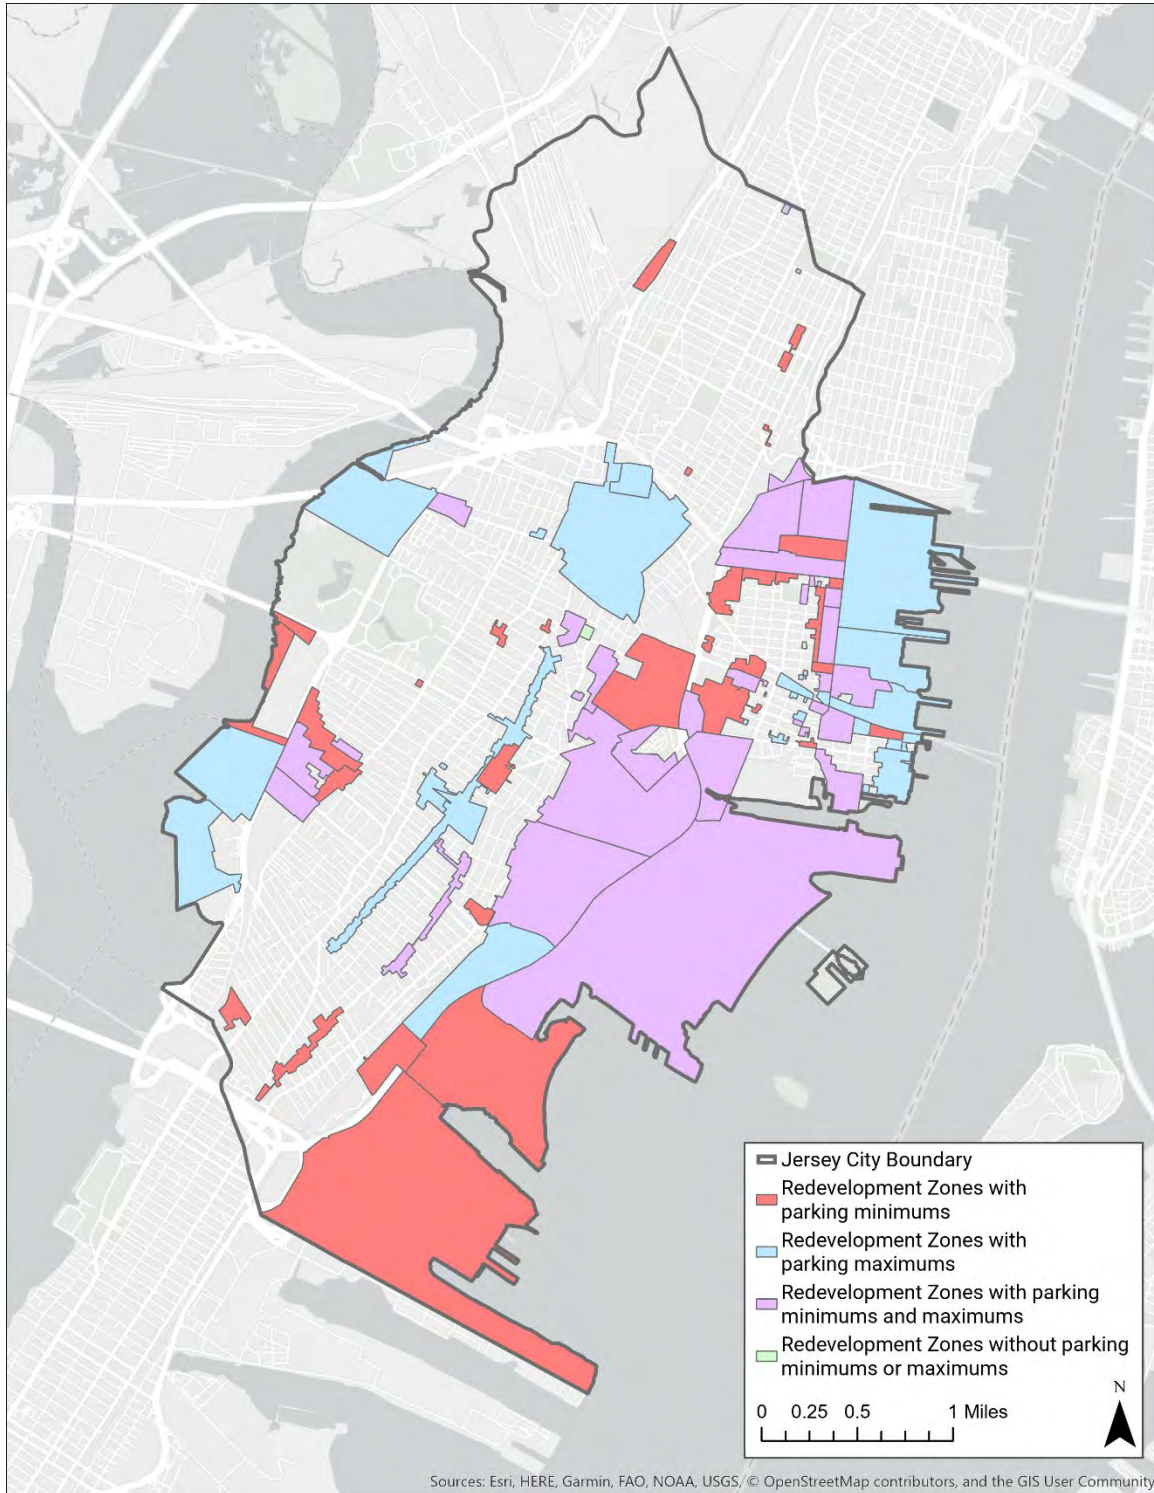 Jersey City Boundary
Redevelopment Zones with
parking minimums
Redevelopment Zones with
parking maximums
Redevelopment Zones with parking
minimums and maximums
Redevelopment Zones without parking
minimums or maximums
N
0 0.25 0.5 1 Miles
Sources: Esri, HERE, Garmin, FAO, NOAA, USGS, © OpenStreetMap contributors, and the GIS User Community